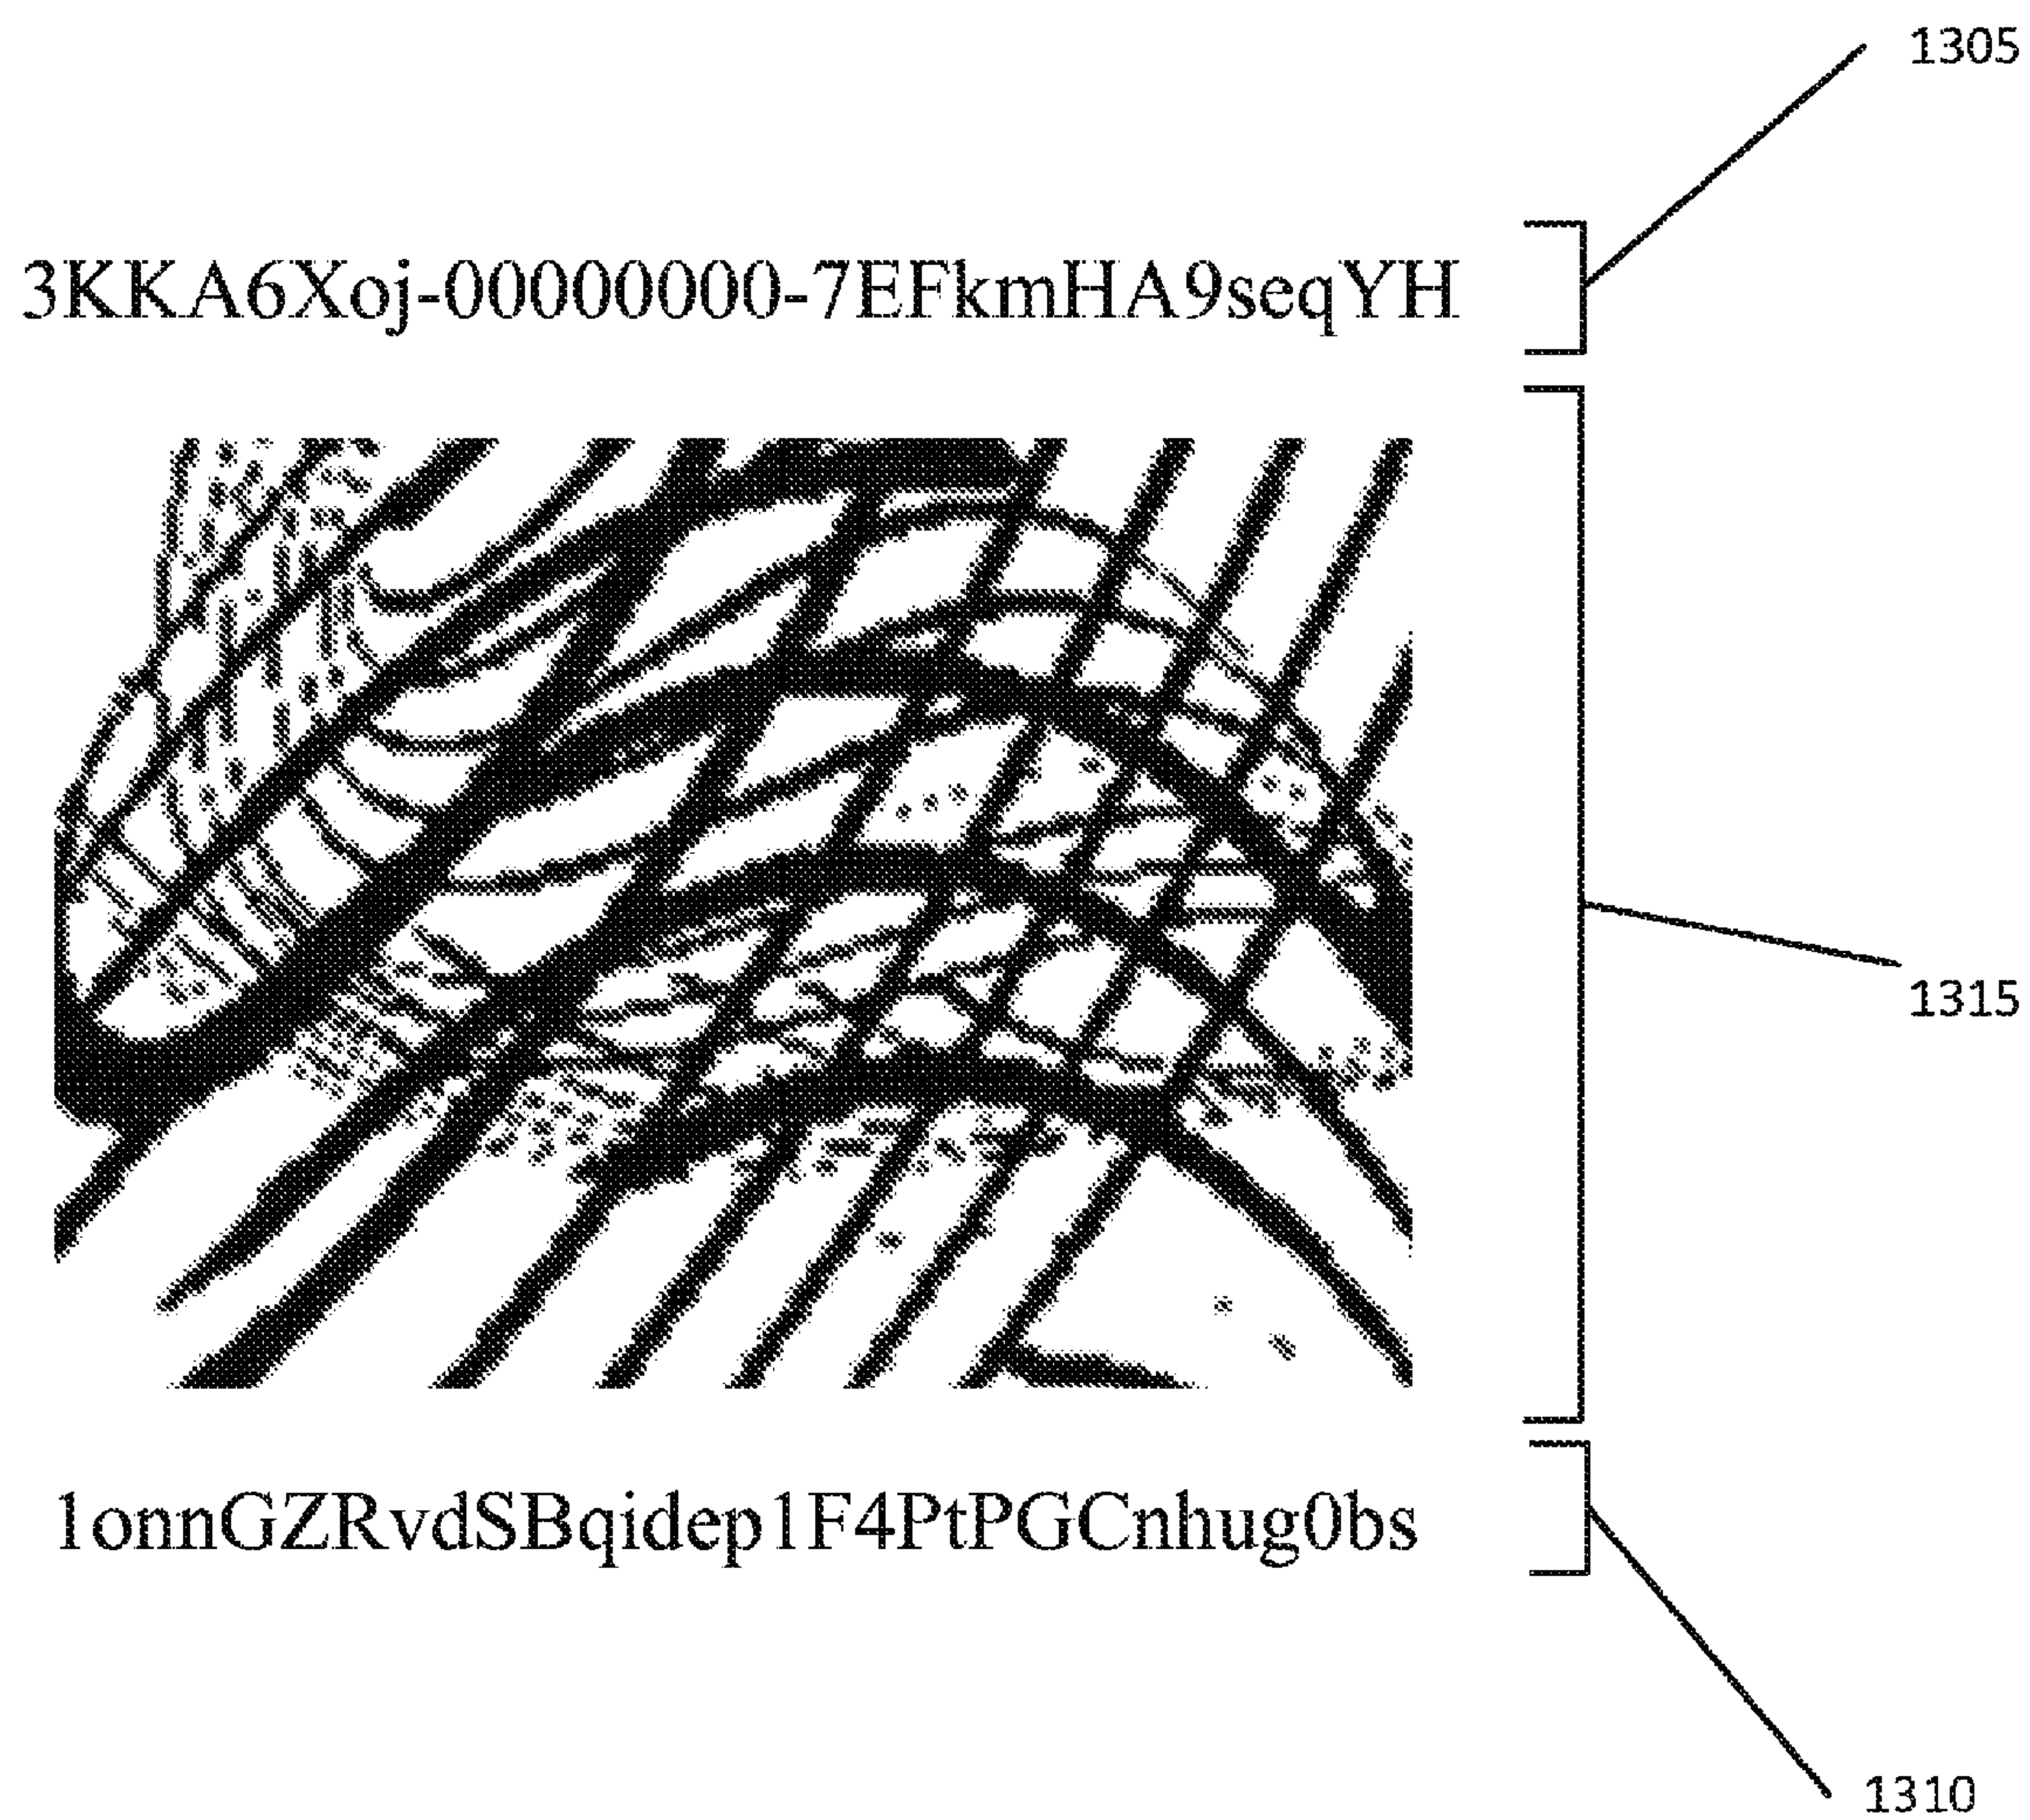 1305
3KKA6Xoj-00000000-7EFkmHA9seqYH
1315
1onnGZRvdSBqidep1F4PtPGCnhug0bs
1310